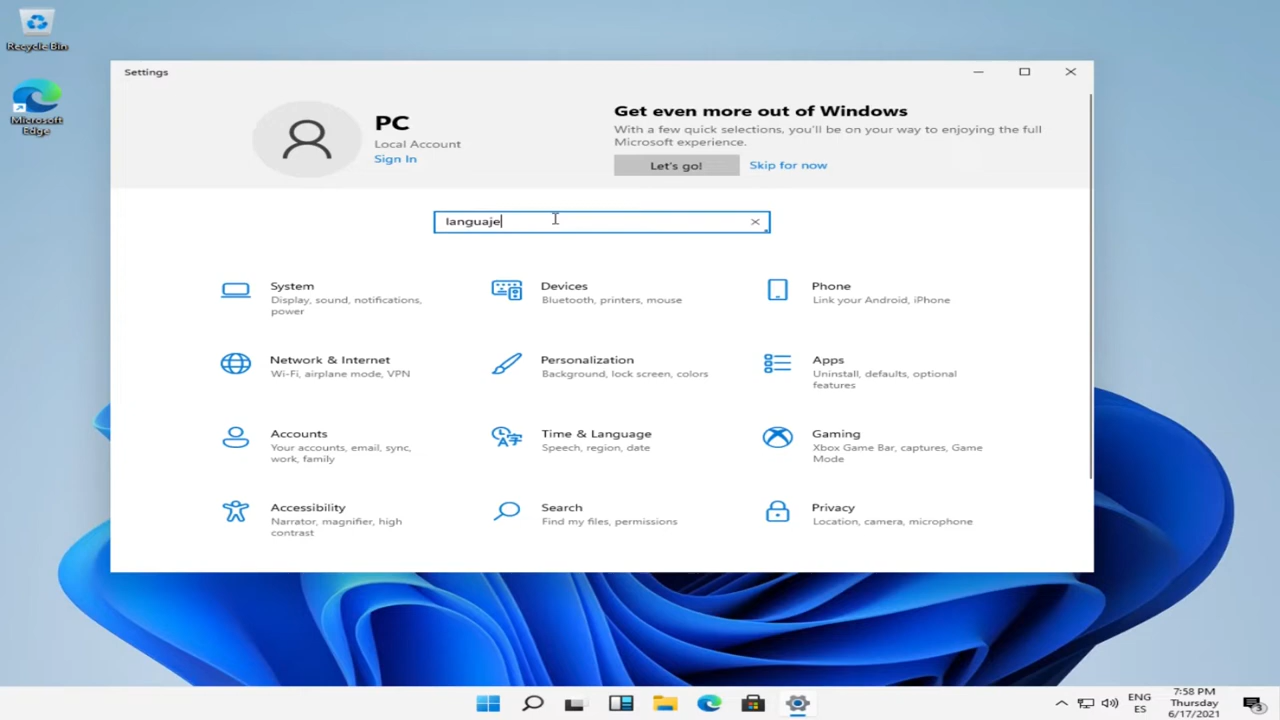 Recycle Bin
Microsoft
Edge
Settings
PC
Local Account
Sign In
Get even more out of Windows
With a few quick selections, you'll be on your way to enjoying the full
Microsoft experience.
Let's go!
Skip for now
languaje
System
Display, sound, notifications,
power
Devices
Bluetooth, printers, mouse
Phone
Link your Android, iPhone
Network & Internet
Wi-Fi, airplane mode, VPN
Personalization
Background, lock screen, colors
Apps
Uninstall, defaults, optional
features
Accounts
Your accounts, email, sync,
work, family
Time & Language
Speech, region, date
Gaming
Xbox Game Bar, captures, Game
Mode
Accessibility
Narrator, magnifier, high
contrast
Search
Find my files, permissions
Privacy
Location, camera, microphone
ENG
ES
7:58 PM
Thursday
6/17/2021
3